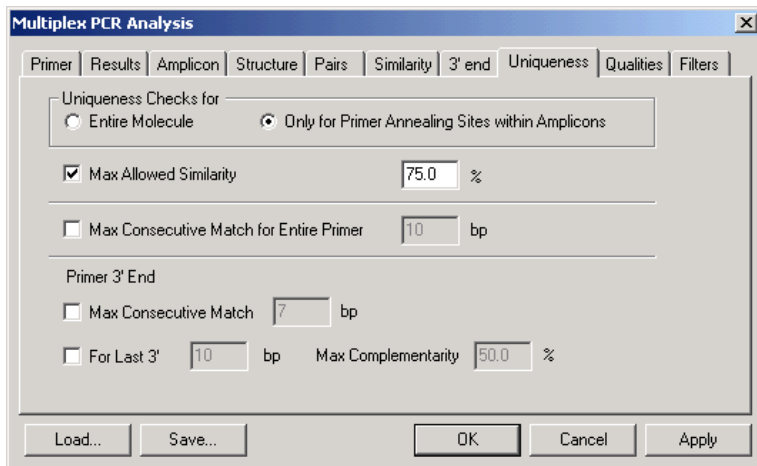 Multiplex PCR Analysis
Primer Results Amplicon Structure Pairs Similarity 3' end Uniqueness Qualities Filters
Uniqueness Checks for
Entire Molecule Only for Primer Annealing Sites within Amplicons
Max Allowed Similarity 75.0 %
Max Consecutive Match for Entire Primer 10 bp
Primer 3' End
Max Consecutive Match 7 bp
For Last 3' 10 bp Max Complementarity 50.0 %
Load... Save... OK Cancel Apply